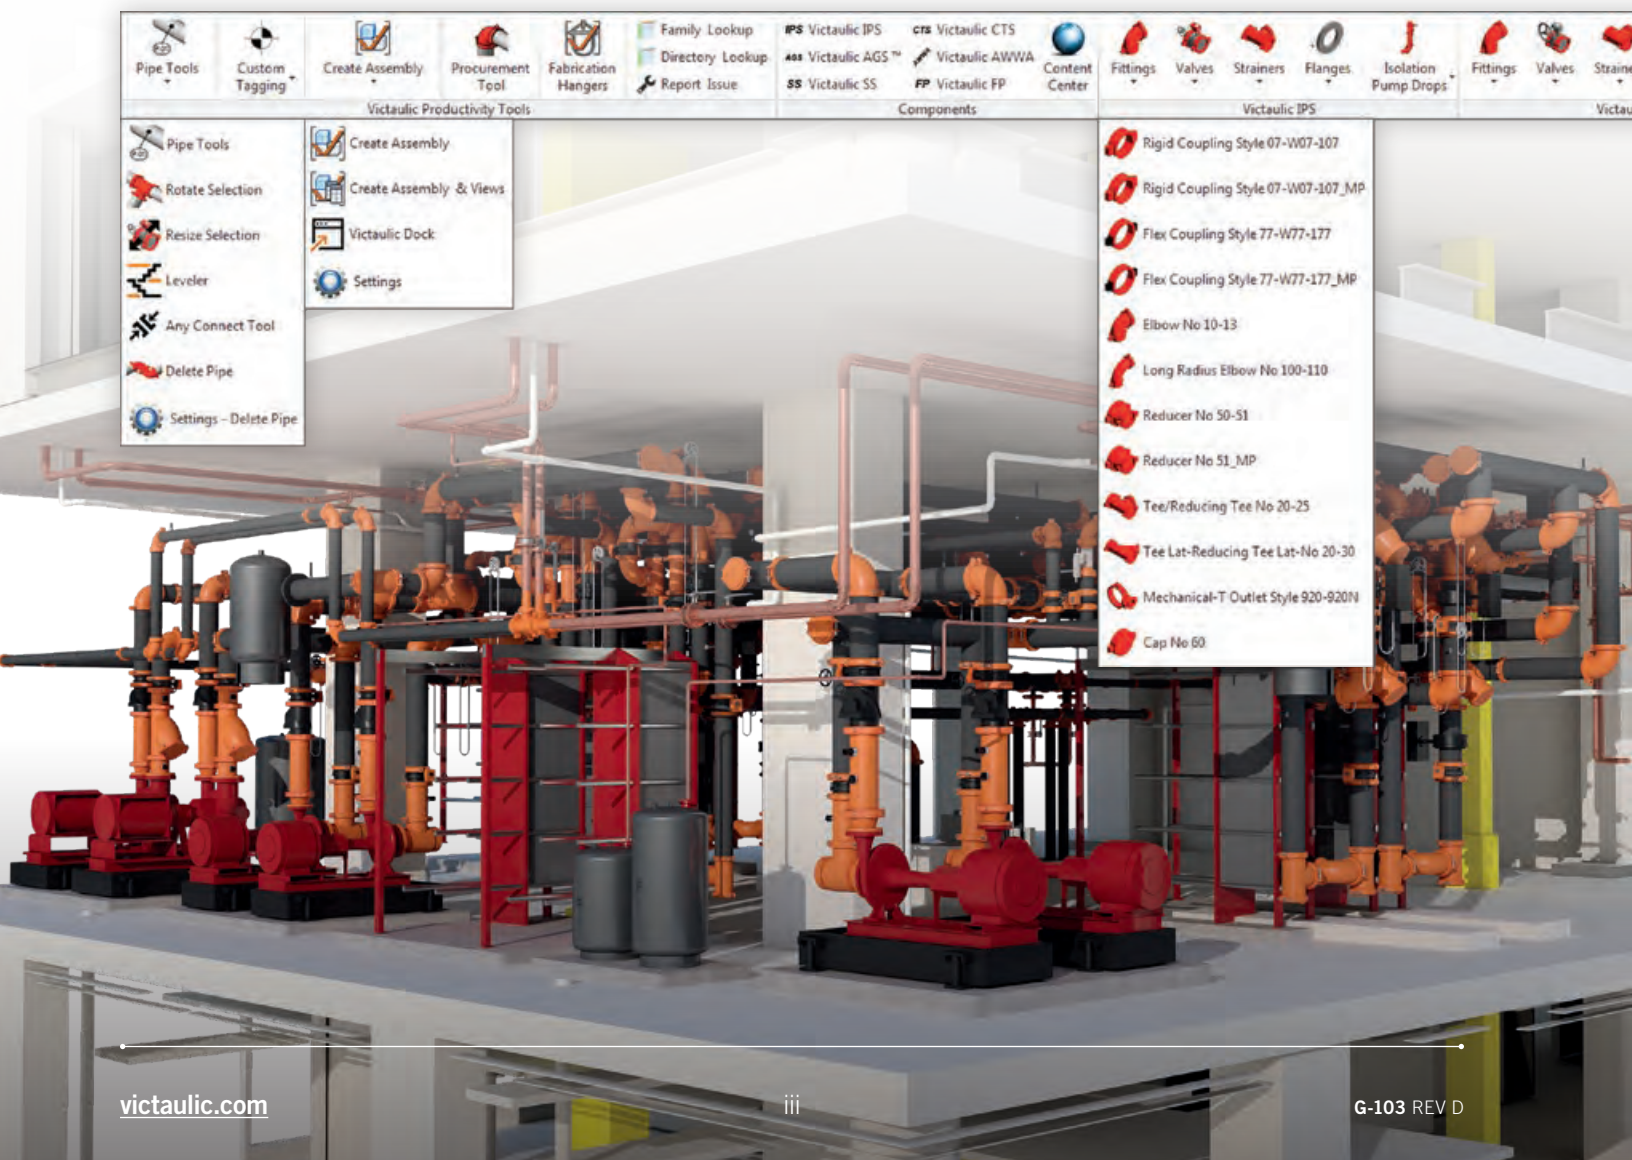 Pipe Tools
Custom
Tagging
Create Assembly
Procurement
Tool
Fabrication
Hangers
Family Lookup
Directory Lookup
Report Issue
Victaulic Productivity Tools
IPS Victaulic IPS
AGS Victaulic AGS™
SS Victaulic SS
CTS Victaulic CTS
Victaulic AWWA
FP Victaulic FP
Content
Center
Components
Fittings
Valves
Strainers
Flanges
Isolation
Pump Drops
Victaulic IPS
Fittings
Valves
Straine
Victau
Pipe Tools
Rotate Selection
Resize Selection
Leveler
Any Connect Tool
Delete Pipe
Settings - Delete Pipe
Create Assembly
Create Assembly & Views
Victaulic Dock
Settings
Rigid Coupling Style 07-W07-107
Rigid Coupling Style 07-W07-107_MP
Flex Coupling Style 77-W77-177
Flex Coupling Style 77-W77-177_MP
Elbow No 10-13
Long Radius Elbow No 100-110
Reducer No 50-51
Reducer No 51_MP
Tee/Reducing Tee No 20-25
Tee Lat-Reducing Tee Lat-No 20-30
Mechanical-T Outlet Style 920-920N
Cap No 60
victaulic.com
iii
G-103 REV D